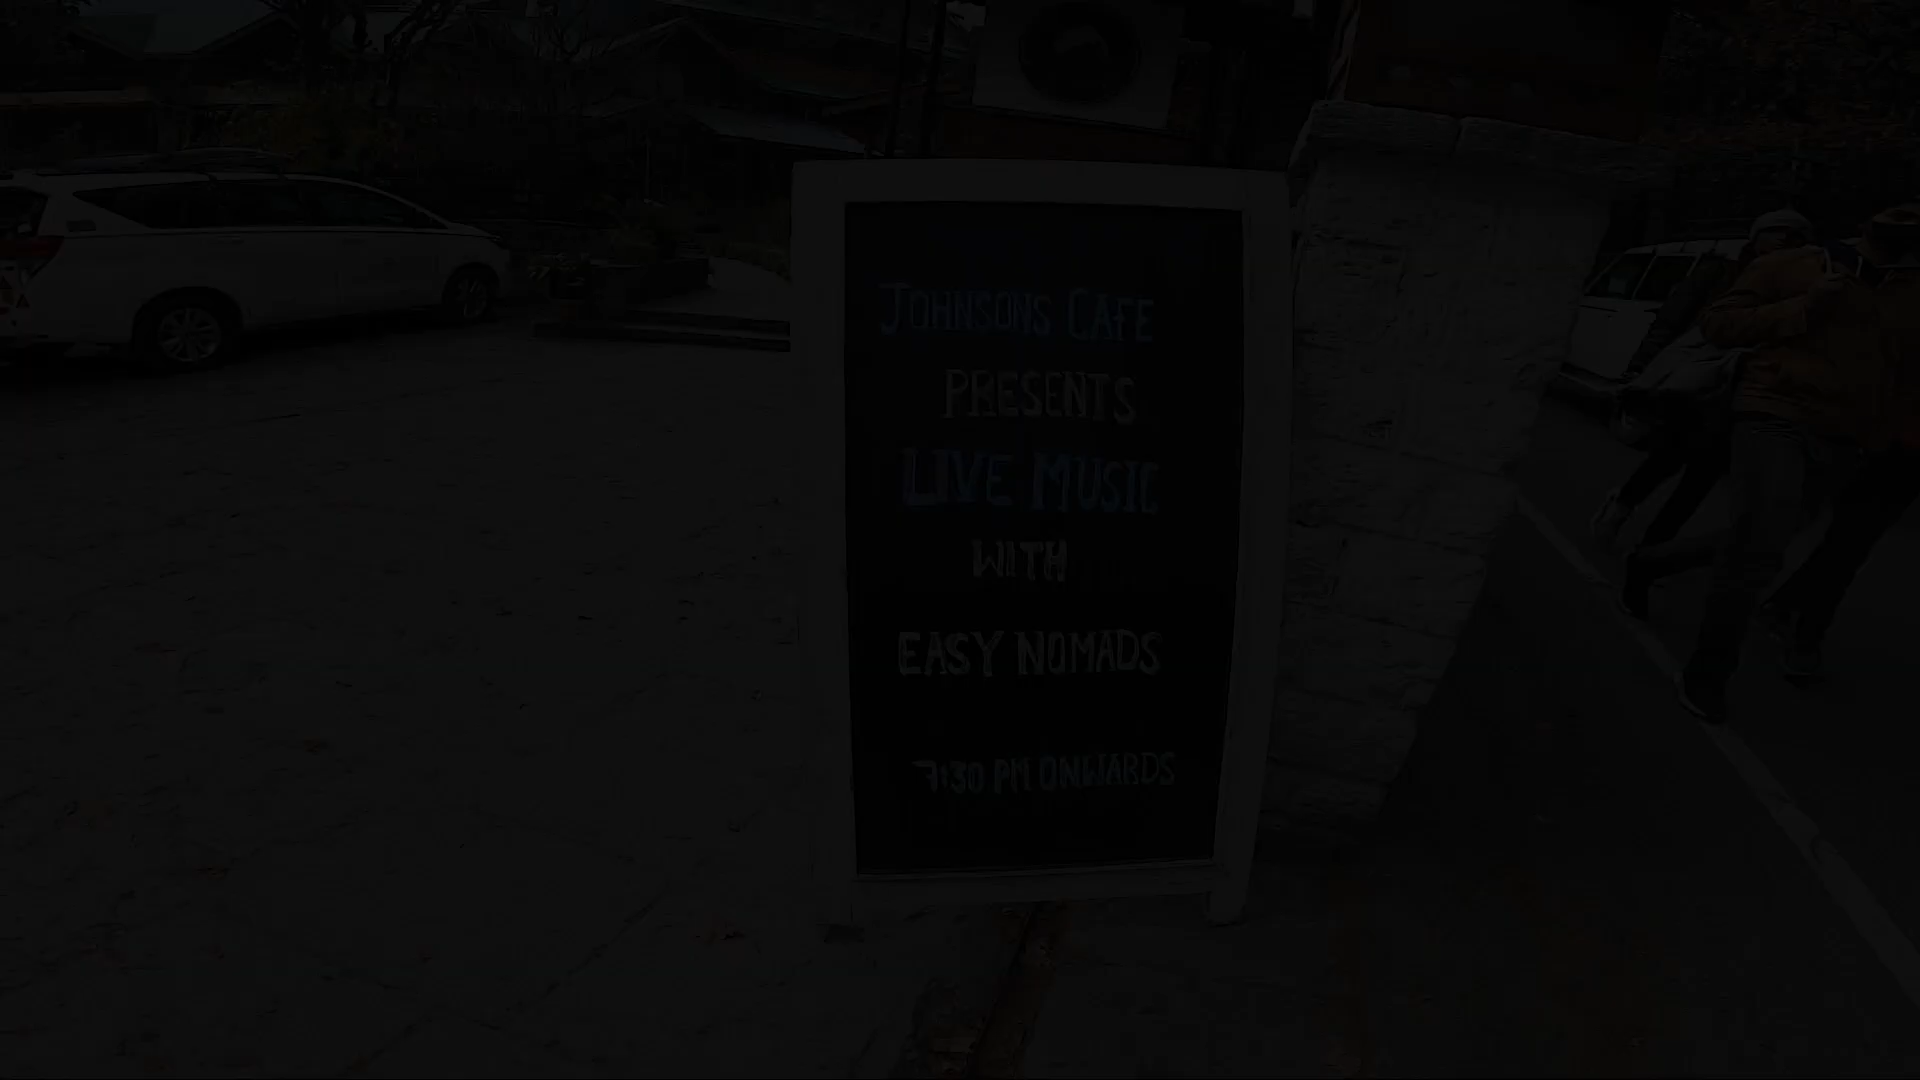 JOHNSONS CAFE
PRESENTS
LIVE MUSIC
WITH
EASY NOMADS
7:30 PM ONWARDS